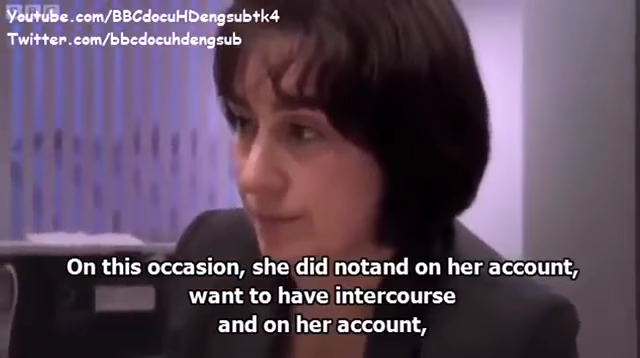 Youtube.com/BBCdocuHDengsubtk4
Twitter.com/bbcdocuhdengsub
On this occasion, she did notand on her account,
want to have intercourse
and on her account,